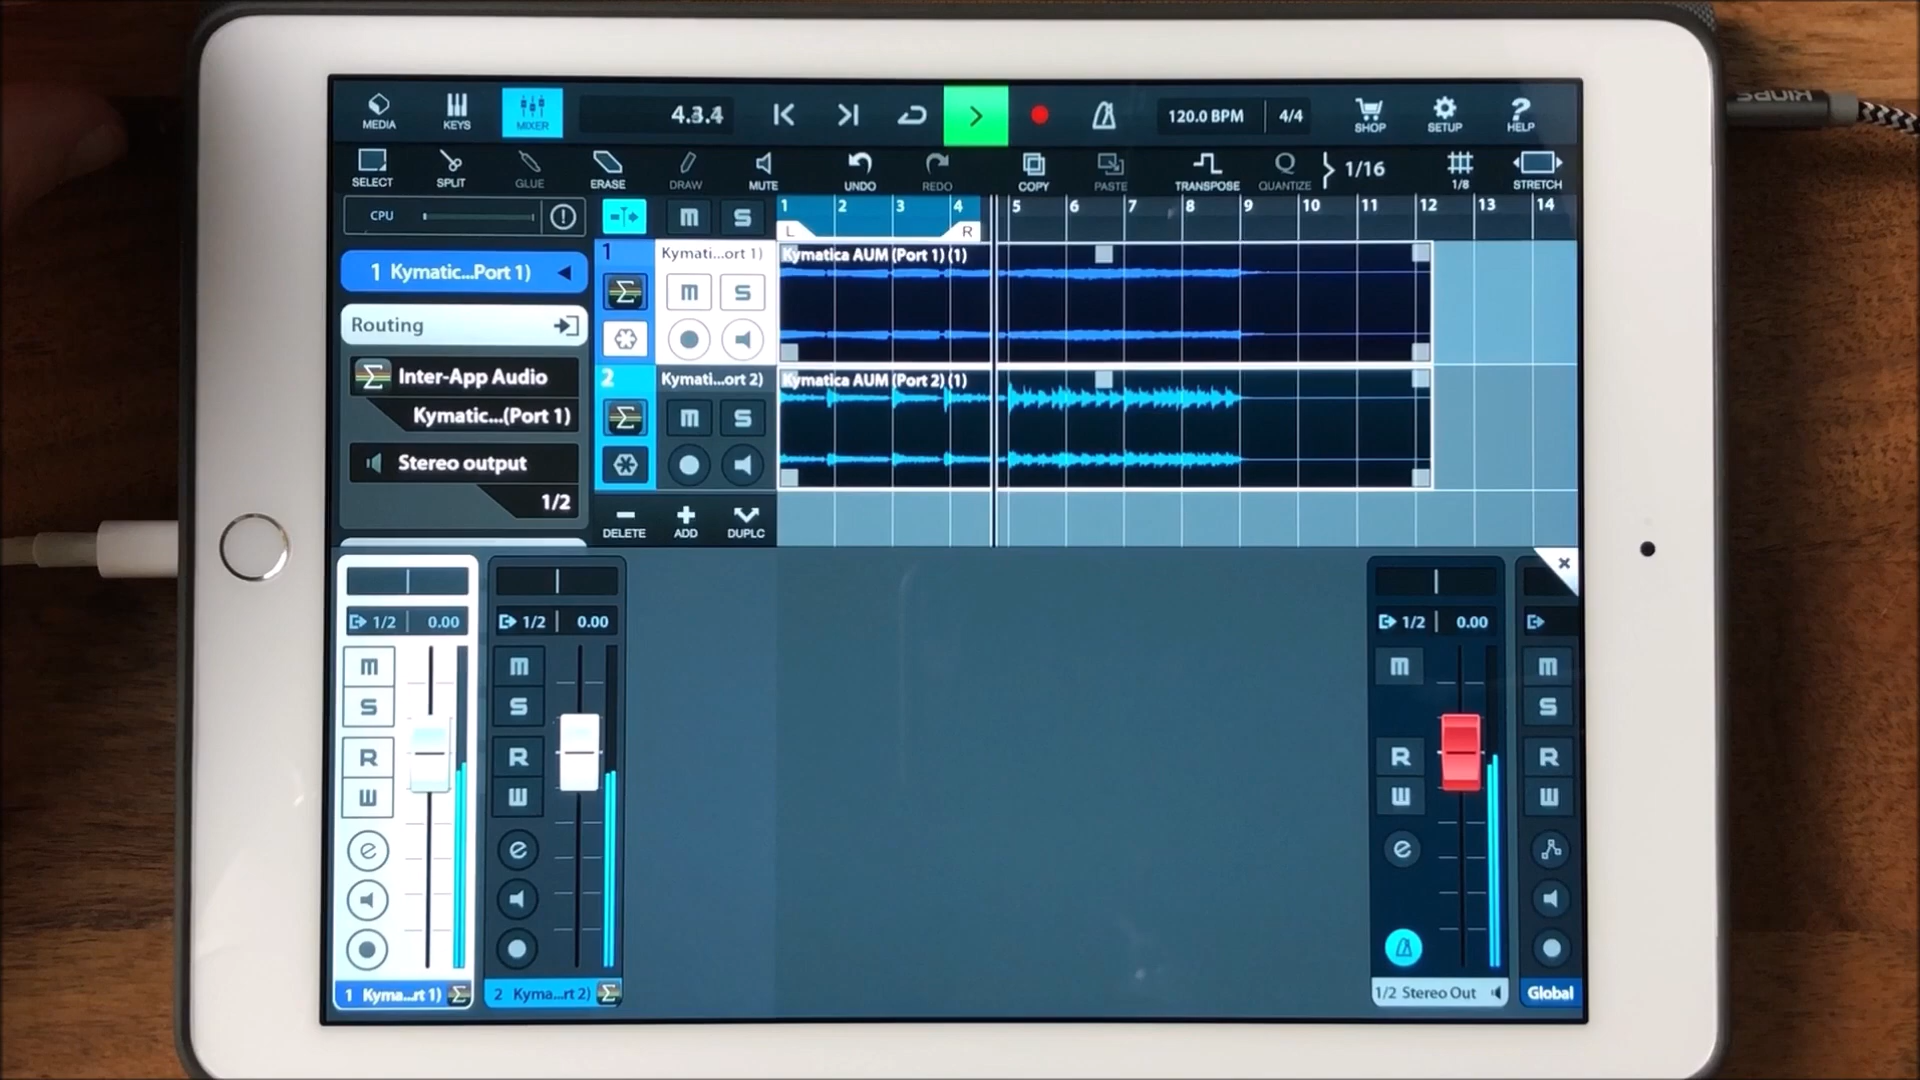 MEDIA
KEYS
MIXER
4.3.4
120.0 BPM
4/4
SHOP
SETUP
?
HELP
SELECT
SPLIT
GLUE
ERASE
DRAW
MUTE
UNDO
REDO
COPY
PASTE
TRANSPOSE
Q
QUANTIZE
1/16
1/8
STRETCH
CPU
!
M
S
1 2 3 4 5 6 7 8 9 10 11 12 13 14
L
R
1 Kymatic...Port 1)
Routing
Inter-App Audio
Kymatic...(Port 1)
Stereo output
1/2
1
Kymati...ort 1)
Σ
M
S
2
Kymati...ort 2)
Σ
M
S
Kymatica AUM (Port 1) (1)
Kymatica AUM (Port 2) (1)
DELETE
ADD
DUPLC
1/2 0.00
M
S
R
W
e
1 Kyma...rt 1) Σ
1/2 0.00
M
S
R
W
e
2 Kyma...rt 2) Σ
1/2 0.00
M
R
W
e
1/2 Stereo Out
M
S
R
W
Global